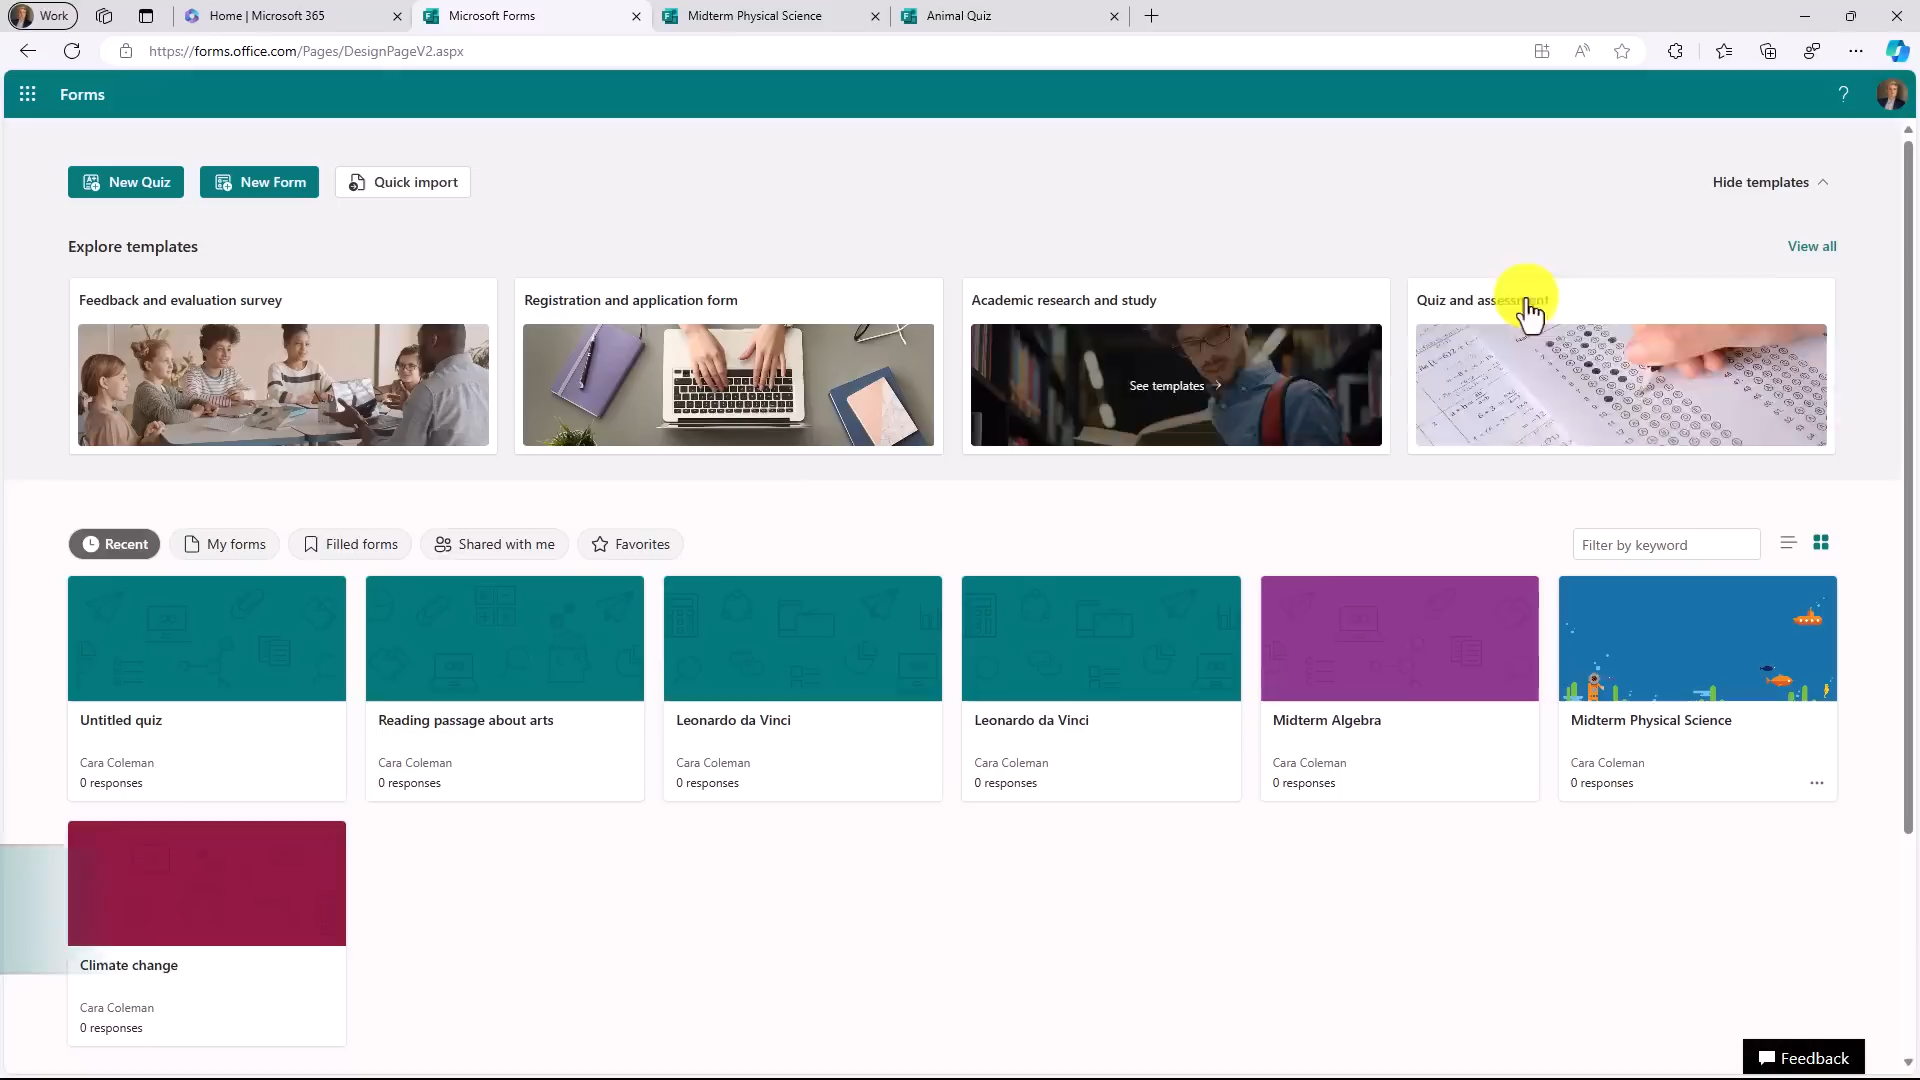 Work
Home | Microsoft 365
Microsoft Forms
Midterm Physical Science
Animal Quiz
https://forms.office.com/Pages/DesignPageV2.aspx
Forms
New Quiz
New Form
Quick import
Hide templates
Explore templates
View all
Feedback and evaluation survey
Registration and application form
Academic research and study
Quiz and assessment
See templates →
Recent
My forms
Filled forms
Shared with me
Favorites
Filter by keyword
Untitled quiz
Cara Coleman
0 responses
Reading passage about arts
Cara Coleman
0 responses
Leonardo da Vinci
Cara Coleman
0 responses
Leonardo da Vinci
Cara Coleman
0 responses
Midterm Algebra
Cara Coleman
0 responses
Midterm Physical Science
Cara Coleman
0 responses
Climate change
Cara Coleman
0 responses
Feedback